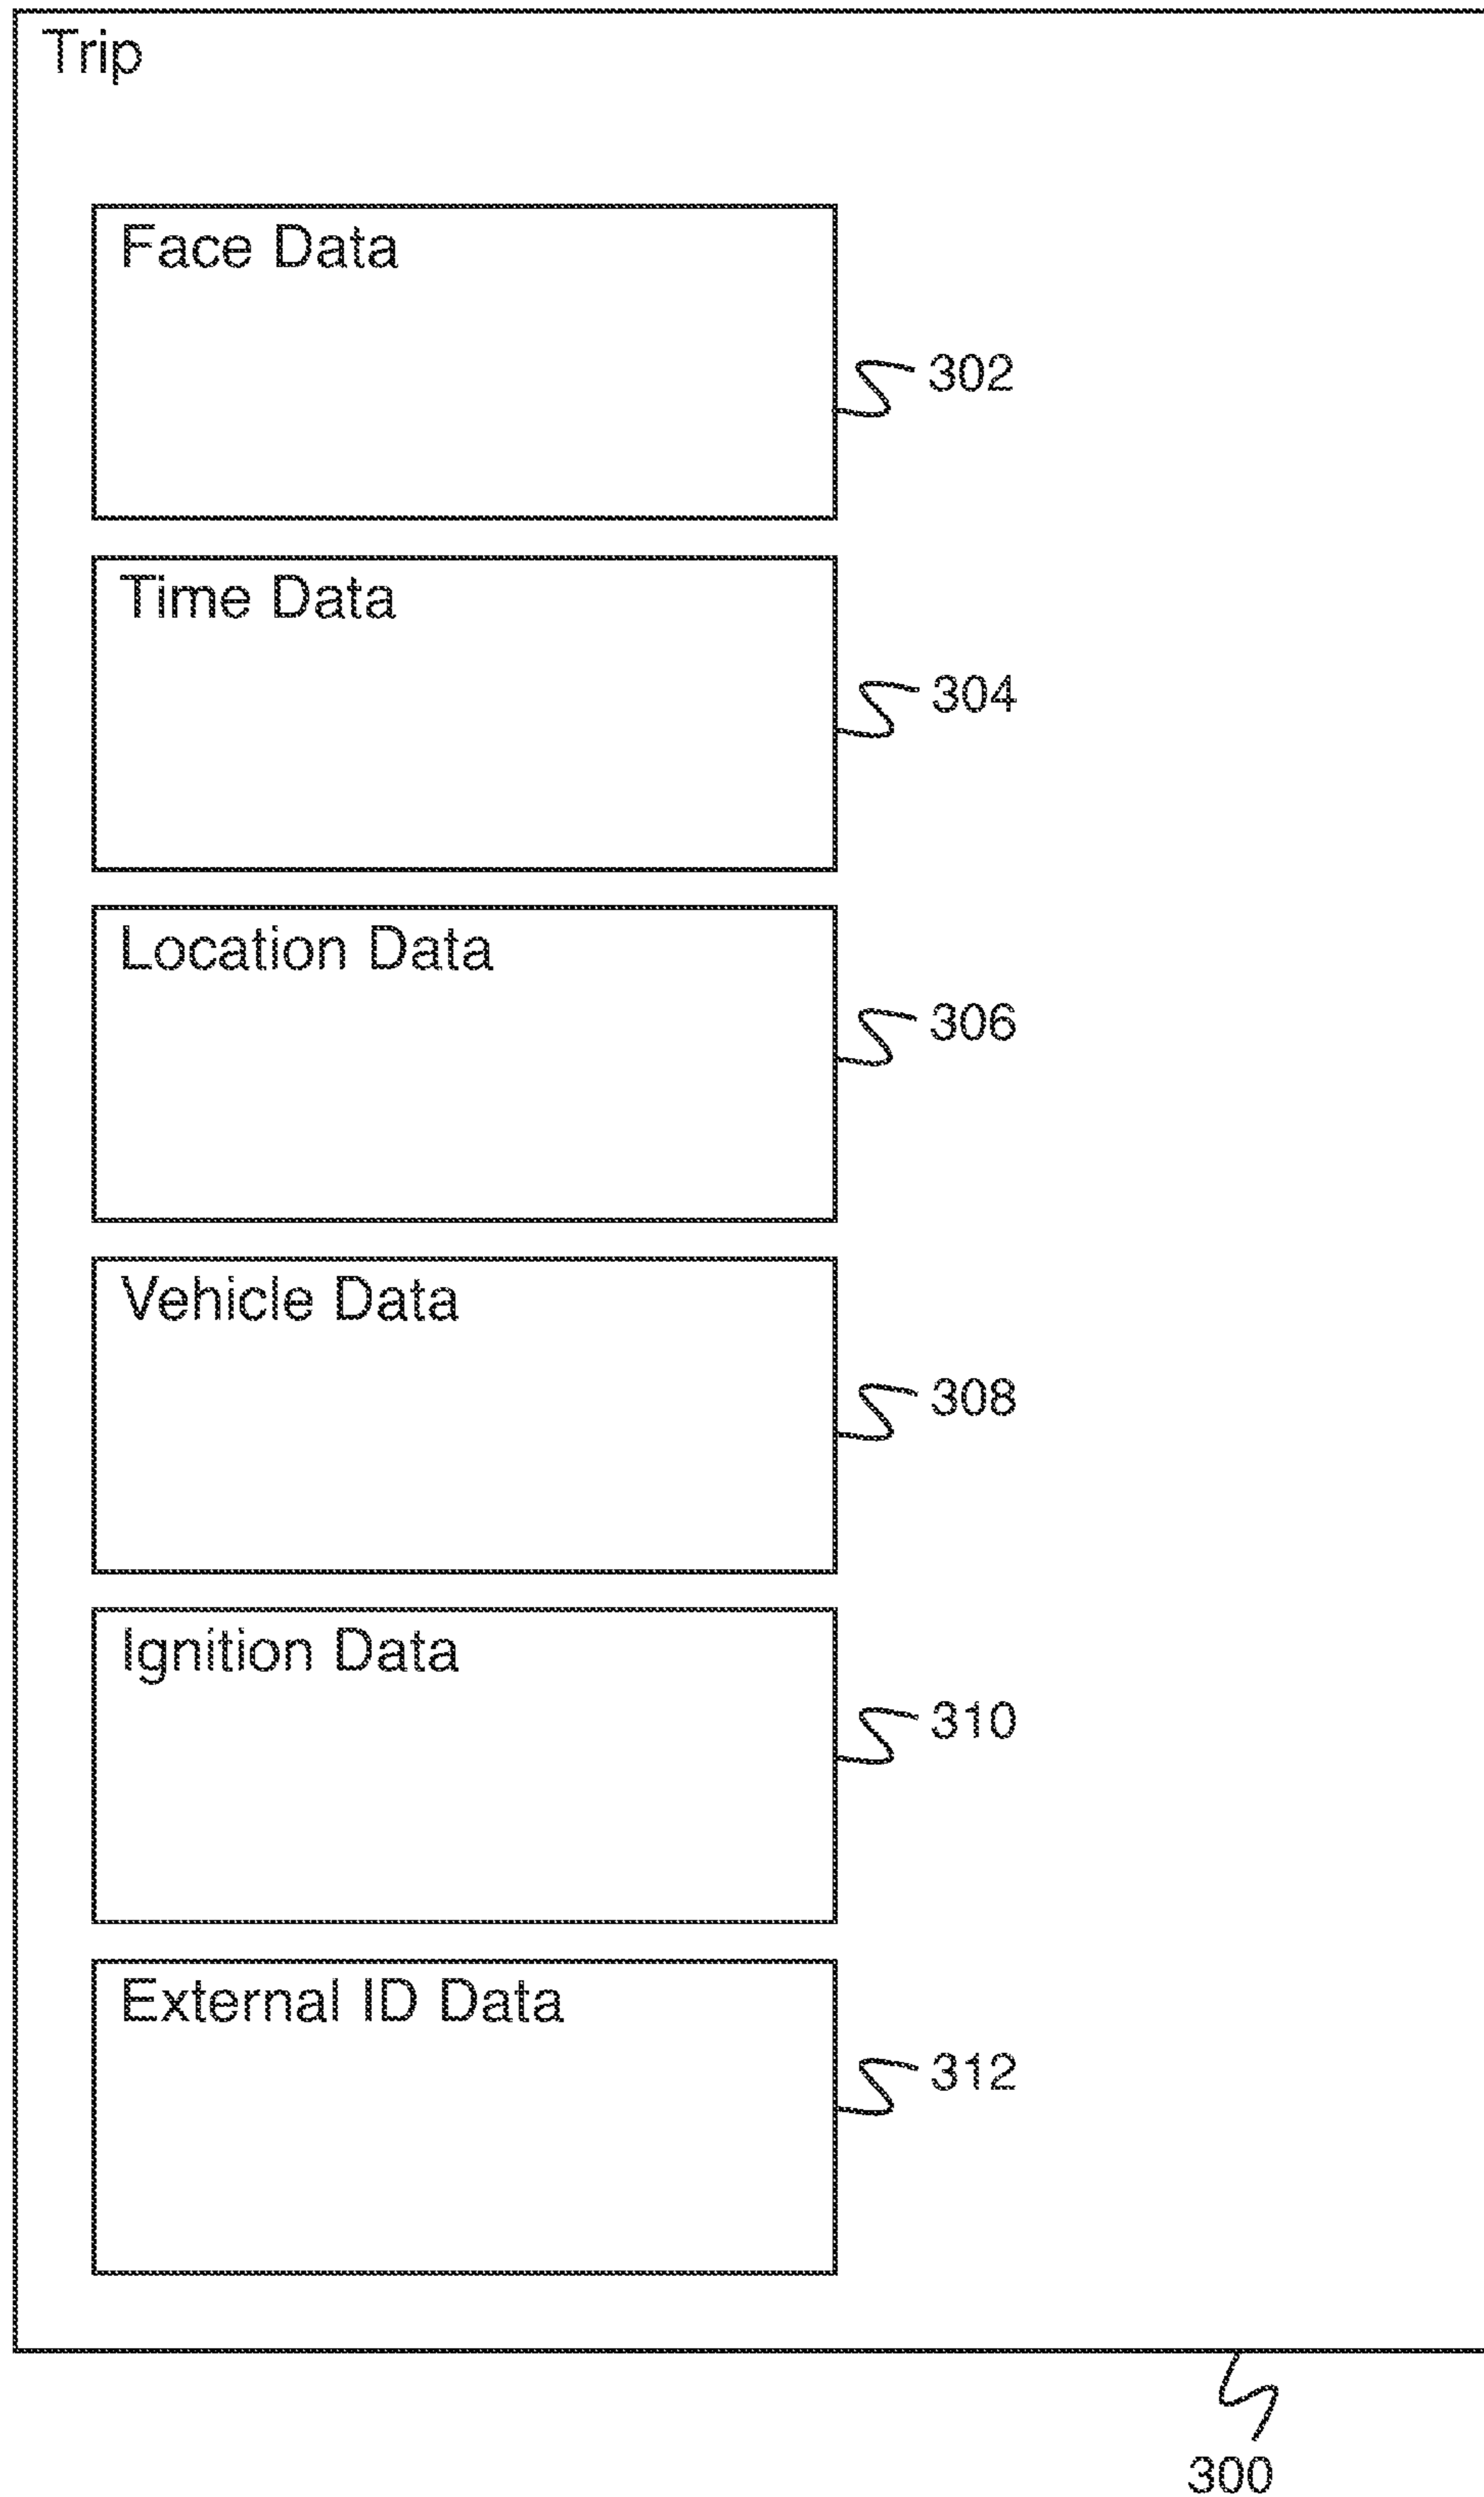 Trip
Face Data
302
Time Data
304
Location Data
306
Vehicle Data
308
Ignition Data
310
External ID Data
312
300